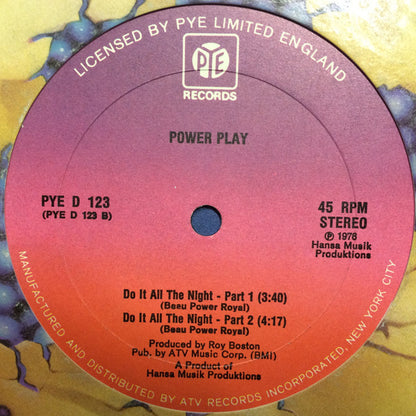 LICENSED BY PYE LIMITED ENGLAND
PYE
RECORDS
POWER PLAY
PYE D 123
(PYE D 123 B)
45 RPM
STEREO
℗ 1978
Hansa Musik
Produktions
Do It All The Night - Part 1 (3:40)
(Beau Power Royal)
Do It All The Night - Part 2 (4:17)
(Beau Power Royal)
Produced by Roy Boston
Pub. by ATV Music Corp. (BMI)
A Product of
Hansa Musik Produktions
MANUFACTURED AND DISTRIBUTED BY ATV RECORDS INCORPORATED, NEW YORK CITY